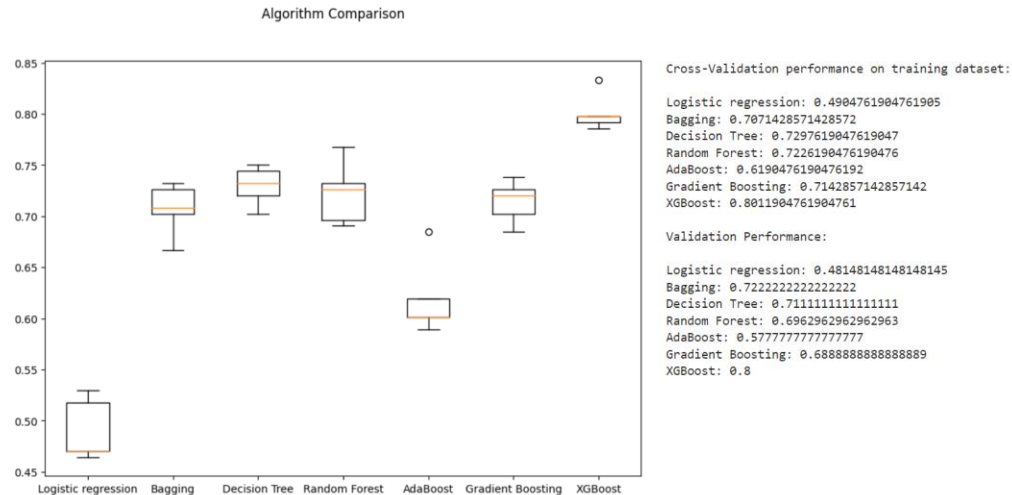 Algorithm Comparison
0.85
0.80
0.75
0.70
0.65
0.60
0.55
0.50
0.45
Logistic regression Bagging Decision Tree Random Forest AdaBoost Gradient Boosting XGBoost
Cross-Validation performance on training dataset:
Logistic regression: 0.4904761904761905
Bagging: 0.7071428571428572
Decision Tree: 0.7297619047619047
Random Forest: 0.7226190476190476
AdaBoost: 0.6190476190476192
Gradient Boosting: 0.7142857142857142
XGBoost: 0.8011904761904761
Validation Performance:
Logistic regression: 0.48148148148148145
Bagging: 0.7222222222222222
Decision Tree: 0.7111111111111111
Random Forest: 0.6962962962962963
AdaBoost: 0.5777777777777777
Gradient Boosting: 0.6888888888888889
XGBoost: 0.8